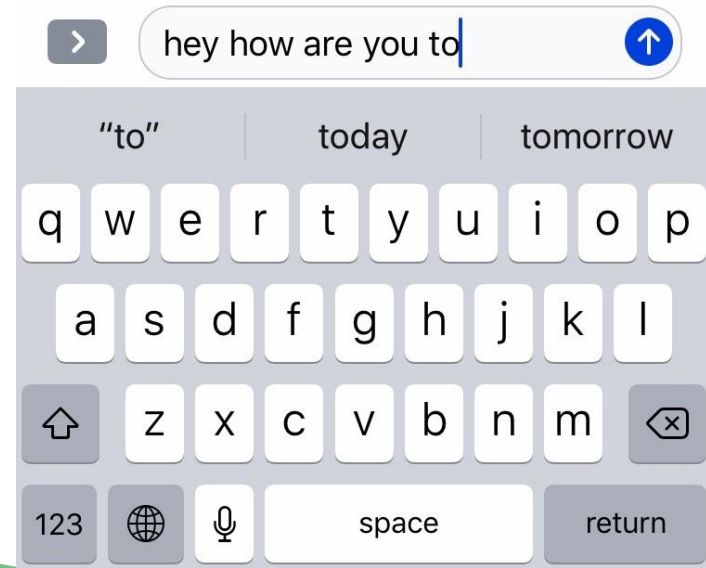 hey how are you to
“to” today tomorrow
q w e r t y u i o p
a s d f g h j k l
z x c v b n m
123 space return